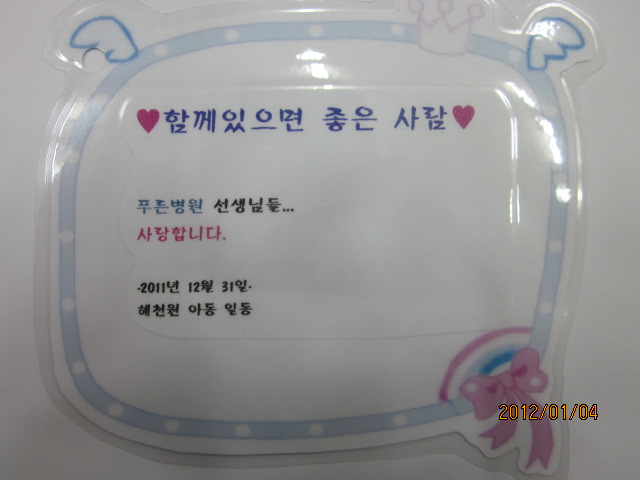 ♥함께있으면 좋은 사람♥
푸른병원 선생님들...
사랑합니다.
-2011년 12월 31일-
혜천원 아동 일동
2012/01/04